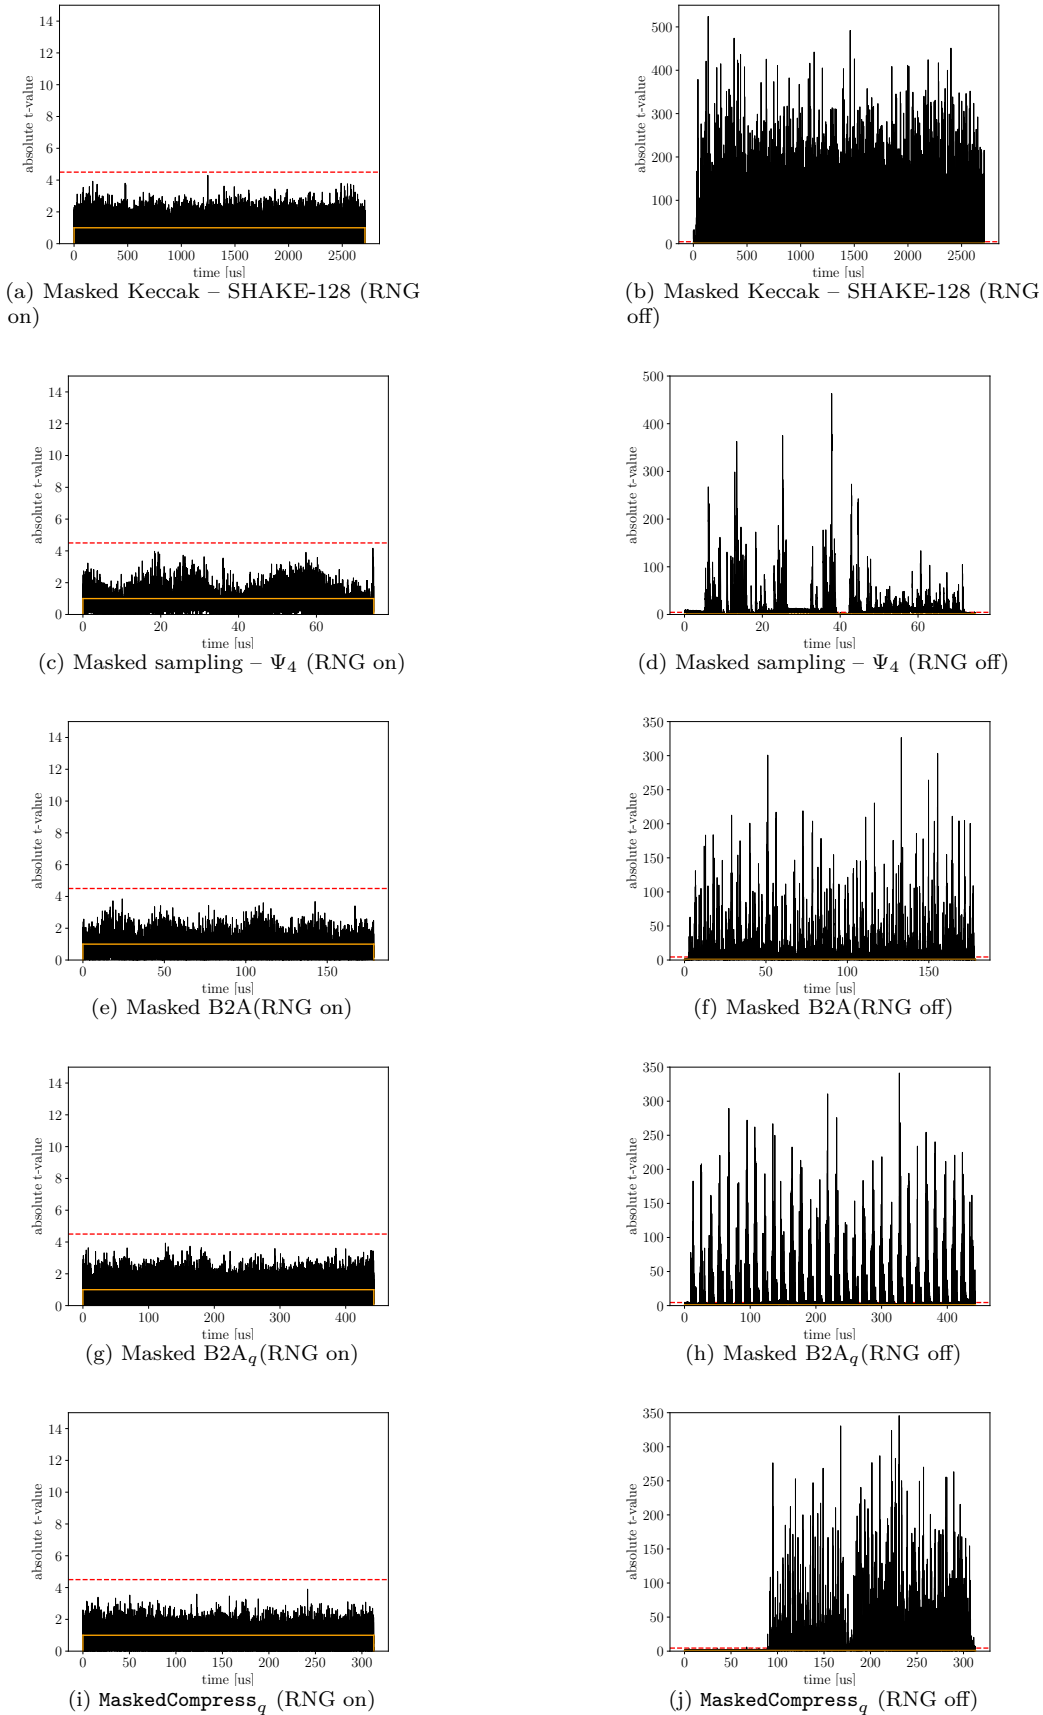 14
12
10
8
6
4
2
0
absolute t-value
0 500 1000 1500 2000 2500
time [us]
(a) Masked Keccak – SHAKE-128 (RNG
on)
500
400
300
200
100
0
absolute t-value
0 500 1000 1500 2000 2500
time [us]
(b) Masked Keccak – SHAKE-128 (RNG
off)
14
12
10
8
6
4
2
0
absolute t-value
0 20 40 60
time [us]
(c) Masked sampling – Ψ₄ (RNG on)
500
400
300
200
100
0
absolute t-value
0 20 40 60
time [us]
(d) Masked sampling – Ψ₄ (RNG off)
14
12
10
8
6
4
2
0
absolute t-value
0 50 100 150
time [us]
(e) Masked B2A(RNG on)
350
300
250
200
150
100
50
0
absolute t-value
0 50 100 150
time [us]
(f) Masked B2A(RNG off)
14
12
10
8
6
4
2
0
absolute t-value
0 100 200 300 400
time [us]
(g) Masked B2A_q(RNG on)
350
300
250
200
150
100
50
0
absolute t-value
0 100 200 300 400
time [us]
(h) Masked B2A_q(RNG off)
14
12
10
8
6
4
2
0
absolute t-value
0 50 100 150 200 250 300
time [us]
(i) MaskedCompress_q (RNG on)
350
300
250
200
150
100
50
0
absolute t-value
0 50 100 150 200 250 300
time [us]
(j) MaskedCompress_q (RNG off)